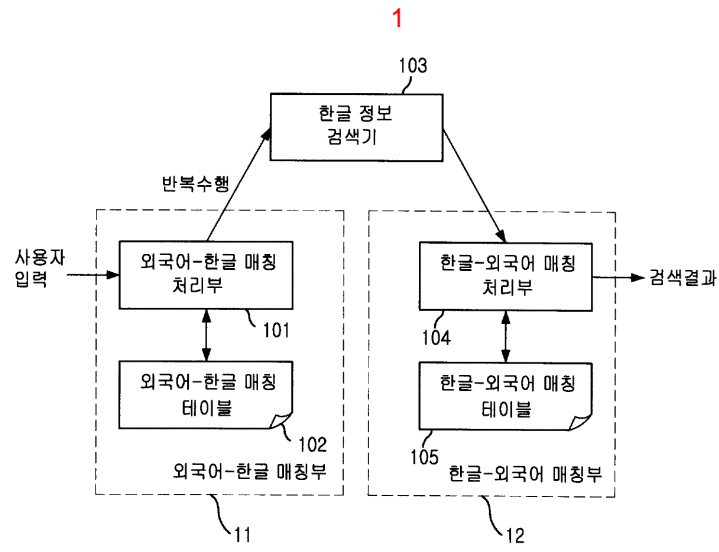 1
103
한글 정보
검색기
반복수행
사용자
입력
외국어-한글 매칭
처리부
101
외국어-한글 매칭
테이블
102
외국어-한글 매칭부
11
한글-외국어 매칭
처리부
104
검색결과
한글-외국어 매칭
테이블
105
한글-외국어 매칭부
12